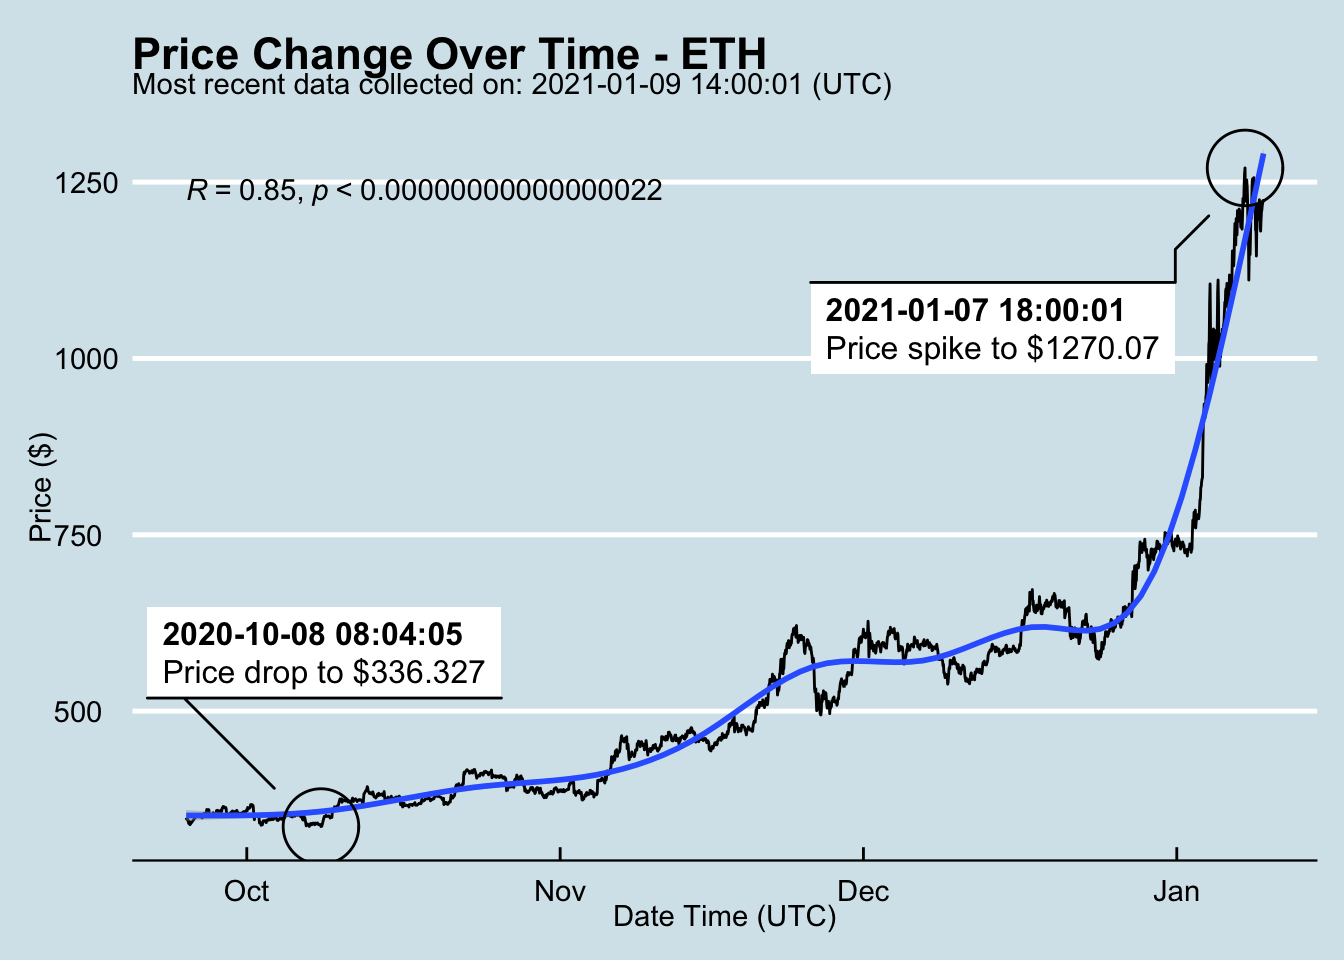 Price Change Over Time - ETH
Most recent data collected on: 2021-01-09 14:00:01 (UTC)
R = 0.85, p < 0.00000000000000022
1250
1000
750
500
Price ($)
2021-01-07 18:00:01
Price spike to $1270.07
2020-10-08 08:04:05
Price drop to $336.327
Oct
Nov
Dec
Jan
Date Time (UTC)